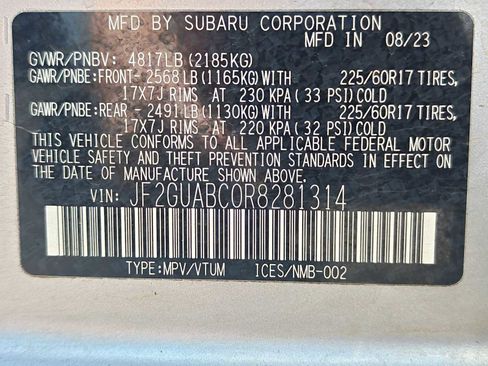 MFD BY SUBARU CORPORATION
MFD IN 08/23
GVWR/PNBV: 4817LB (2185KG)
GAWR/PNBE:FRONT- 2568LB (1165KG) WITH 225/60R17 TIRES,
17X7J RIMS AT 230 KPA (33 PSI) COLD
GAWR/PNBE:REAR - 2491LB (1130KG) WITH 225/60R17 TIRES,
17X7J RIMS AT 220 KPA (32 PSI) COLD
THIS VEHICLE CONFORMS TO ALL APPLICABLE FEDERAL MOTOR
VEHICLE SAFETY AND THEFT PREVENTION STANDARDS IN EFFECT ON
THE DATE OF MANUFACTURE SHOWN ABOVE.
VIN: JF2GUABC0R8281314
TYPE:MPV/VTUM ICES/NMB-002